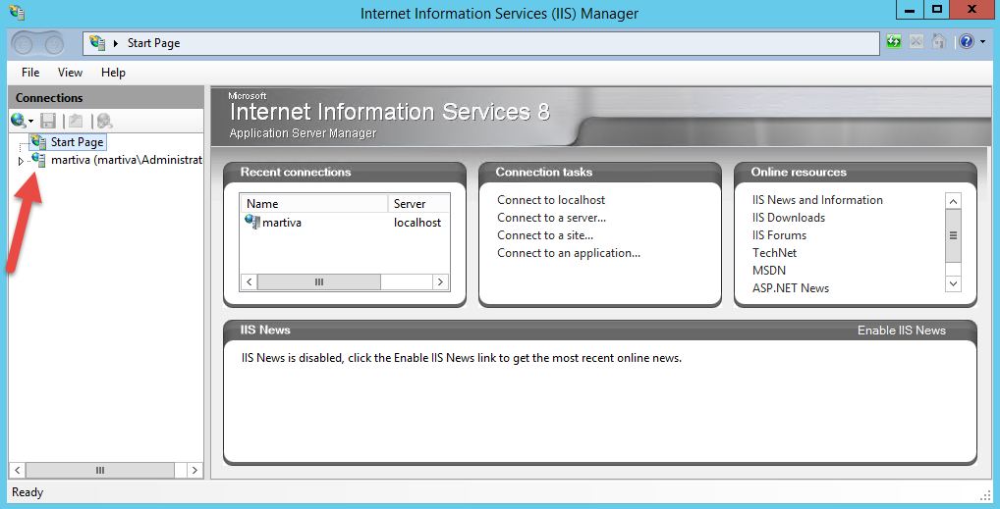 Internet Information Services (IIS) Manager
Start Page
File View Help
Connections
Start Page
martiva (martiva\Administrat
Microsoft
Internet Information Services 8
Application Server Manager
Recent connections
Name Server
martiva localhost
Connection tasks
Connect to localhost
Connect to a server...
Connect to a site...
Connect to an application...
Online resources
IIS News and Information
IIS Downloads
IIS Forums
TechNet
MSDN
ASP.NET News
IIS News
Enable IIS News
IIS News is disabled, click the Enable IIS News link to get the most recent online news.
Ready